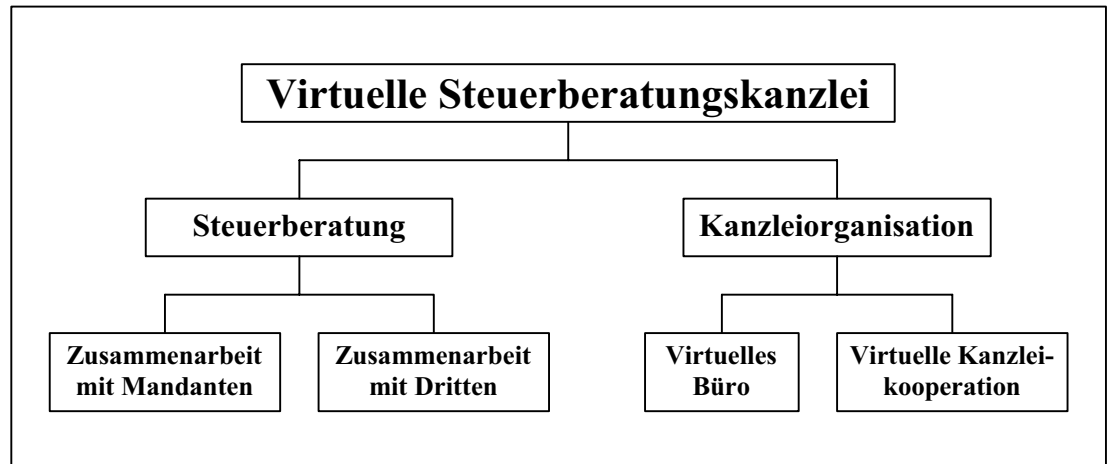 Virtuelle Steuerberatungskanzlei
Steuerberatung
Kanzleiorganisation
Zusammenarbeit
mit Mandanten
Zusammenarbeit
mit Dritten
Virtuelles
Büro
Virtuelle Kanzlei-
kooperation